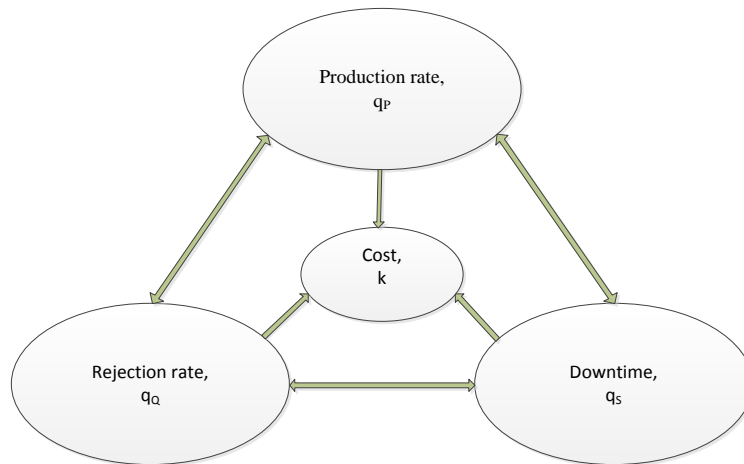 Production rate,
qP
Cost,
k
Rejection rate,
qQ
Downtime,
qS